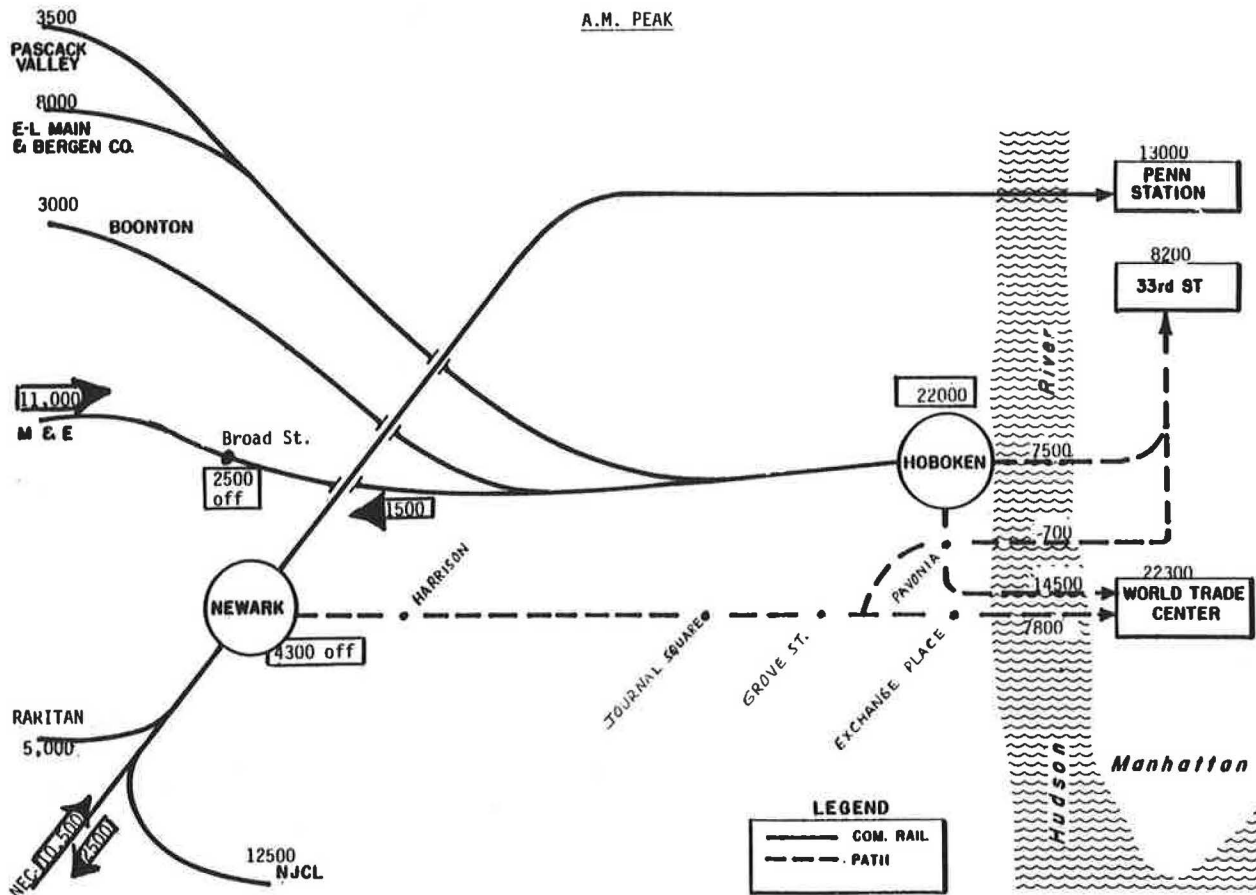 A.M. PEAK
3500
PASCACK
VALLEY
8000
E-L MAIN
& BERGEN CO.
3000
BOONTON
11,000
M & E
Broad St.
2500
off
1500
13000
PENN
STATION
8200
33rd ST
River
22000
HOBOKEN
7500
700
PAVONIA
14500
22300
WORLD TRADE
CENTER
7800
NEWARK
4300 off
HARRISON
JOURNAL SQUARE
GROVE ST.
EXCHANGE PLACE
RARITAN
5,000
NEC 10,500
2500
12500
NJCL
Hudson
Manhattan
LEGEND
COM. RAIL
PATH